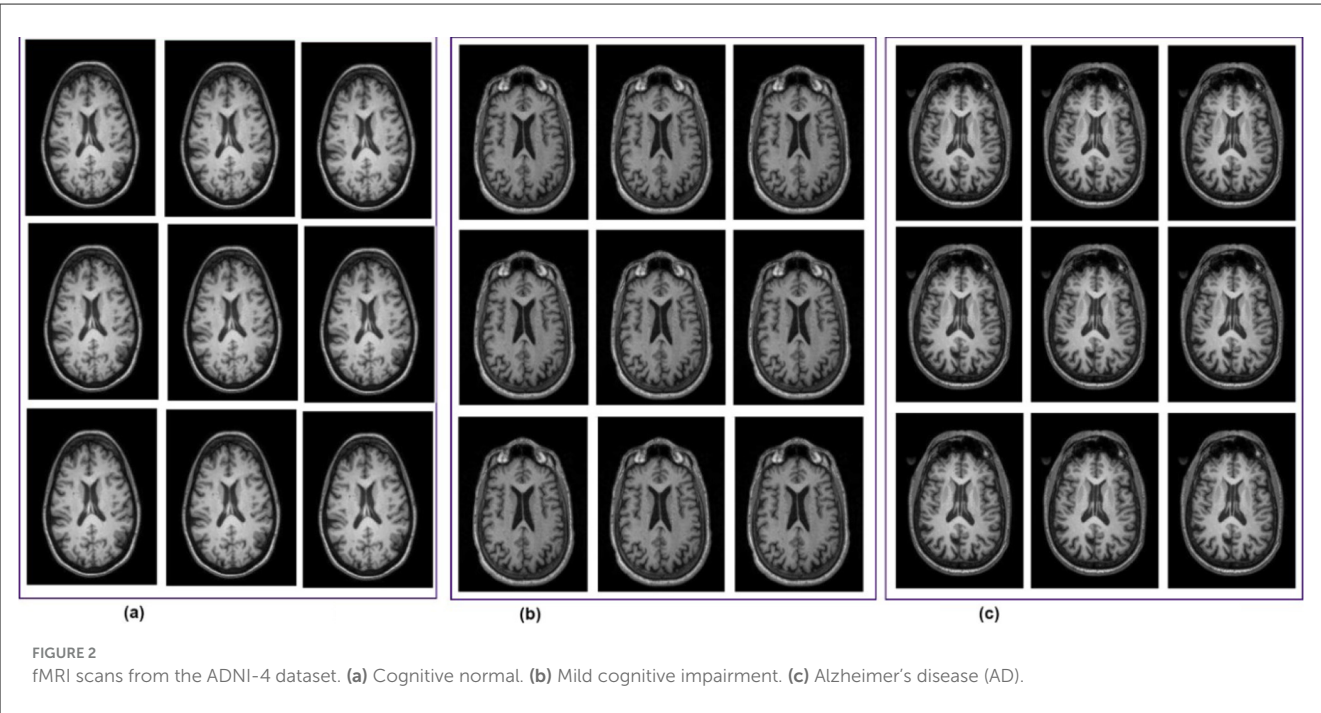 (a)
(b)
(c)
FIGURE 2
fMRI scans from the ADNI-4 dataset. (a) Cognitive normal. (b) Mild cognitive impairment. (c) Alzheimer's disease (AD).